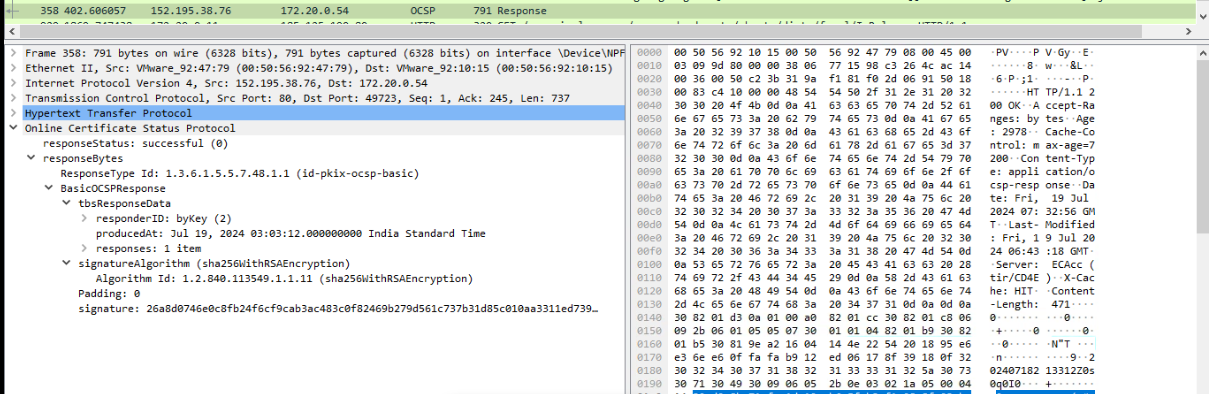 358 402.606057 152.195.38.76 172.20.0.54 OCSP 791 Response
Frame 358: 791 bytes on wire (6328 bits), 791 bytes captured (6328 bits) on interface \Device\NPF
Ethernet II, Src: VMware_92:47:79 (00:50:56:92:47:79), Dst: VMware_92:10:15 (00:50:56:92:10:15)
Internet Protocol Version 4, Src: 152.195.38.76, Dst: 172.20.0.54
Transmission Control Protocol, Src Port: 80, Dst Port: 49723, Seq: 1, Ack: 245, Len: 737
Hypertext Transfer Protocol
Online Certificate Status Protocol
responseStatus: successful (0)
responseBytes
ResponseType Id: 1.3.6.1.5.5.7.48.1.1 (id-pkix-ocsp-basic)
BasicOCSPResponse
tbsResponseData
responderID: byKey (2)
producedAt: Jul 19, 2024 03:03:12.000000000 India Standard Time
responses: 1 item
signatureAlgorithm (sha256WithRSAEncryption)
Algorithm Id: 1.2.840.113549.1.1.11 (sha256WithRSAEncryption)
Padding: 0
signature: 26a8d0746e0c8fb24f6cf9cab3ac483c0f82469b279d561c737b31d85c010aa3311ed739…
0000 00 50 56 92 10 15 00 50 56 92 47 79 08 00 45 00 ·PV····P V·Gy··E·
0010 03 09 9d 80 00 00 38 06 77 15 98 c3 26 4c ac 14 ······8· w···&L··
0020 00 36 00 50 c2 3b 31 9a f1 81 f0 2d 06 91 50 18 ·6·P·;1· ···-··P·
0030 00 83 c4 10 00 00 48 54 54 50 2f 31 2e 31 20 32 ······HT TP/1.1 2
0040 30 30 20 4f 4b 0d 0a 41 63 63 65 70 74 2d 52 61 00 OK··A ccept-Ra
0050 6e 67 65 73 3a 20 62 79 74 65 73 0d 0a 41 67 65 nges: by tes··Age
0060 3a 20 32 39 37 38 0d 0a 43 61 63 68 65 2d 43 6f : 2978·· Cache-Co
0070 6e 74 72 6f 6c 3a 20 6d 61 78 2d 61 67 65 3d 37 ntrol: m ax-age=7
0080 32 30 30 0d 0a 43 6f 6e 74 65 6e 74 2d 54 79 70 200··Con tent-Typ
0090 65 3a 20 61 70 70 6c 69 63 61 74 69 6f 6e 2f 6f e: appli cation/o
00a0 63 73 70 2d 72 65 73 70 6f 6e 73 65 0d 0a 44 61 csp-resp onse··Da
00b0 74 65 3a 20 46 72 69 2c 20 31 39 20 4a 75 6c 20 te: Fri, 19 Jul
00c0 32 30 32 34 20 30 37 3a 33 32 3a 35 36 20 47 4d 2024 07: 32:56 GM
00d0 54 0d 0a 4c 61 73 74 2d 4d 6f 64 69 66 69 65 64 T··Last- Modified
00e0 3a 20 46 72 69 2c 20 31 39 20 4a 75 6c 20 32 30 : Fri, 1 9 Jul 20
00f0 32 34 20 30 36 3a 34 33 3a 31 38 20 47 4d 54 0d 24 06:43 :18 GMT·
0100 0a 53 65 72 76 65 72 3a 20 45 43 41 63 63 20 28 ·Server: ECAcc (
0110 74 69 72 2f 43 44 34 45 29 0d 0a 58 2d 43 61 63 tir/CD4E )··X-Cac
0120 68 65 3a 20 48 49 54 0d 0a 43 6f 6e 74 65 6e 74 he: HIT· ·Content
0130 2d 4c 65 6e 67 74 68 3a 20 34 37 31 0d 0a 0d 0a -Length: 471····
0140 30 82 01 d3 0a 01 00 a0 82 01 cc 30 82 01 c8 06 0······· ···0····
0150 09 2b 06 01 05 05 07 30 01 01 04 82 01 b9 30 82 ·+·····0 ······0·
0160 01 b5 30 81 9e a2 16 04 14 4e 22 54 20 18 95 e6 ··0····· ·N"T ···
0170 e3 6e e6 0f fa fa b9 12 ed 06 17 8f 39 18 0f 32 ·n······ ····9··2
0180 30 32 34 30 37 31 38 32 31 33 33 31 32 5a 30 73 02407182 13312Z0s
0190 30 71 30 49 30 09 06 05 2b 0e 03 02 1a 05 00 04 0q0I0··· +·······